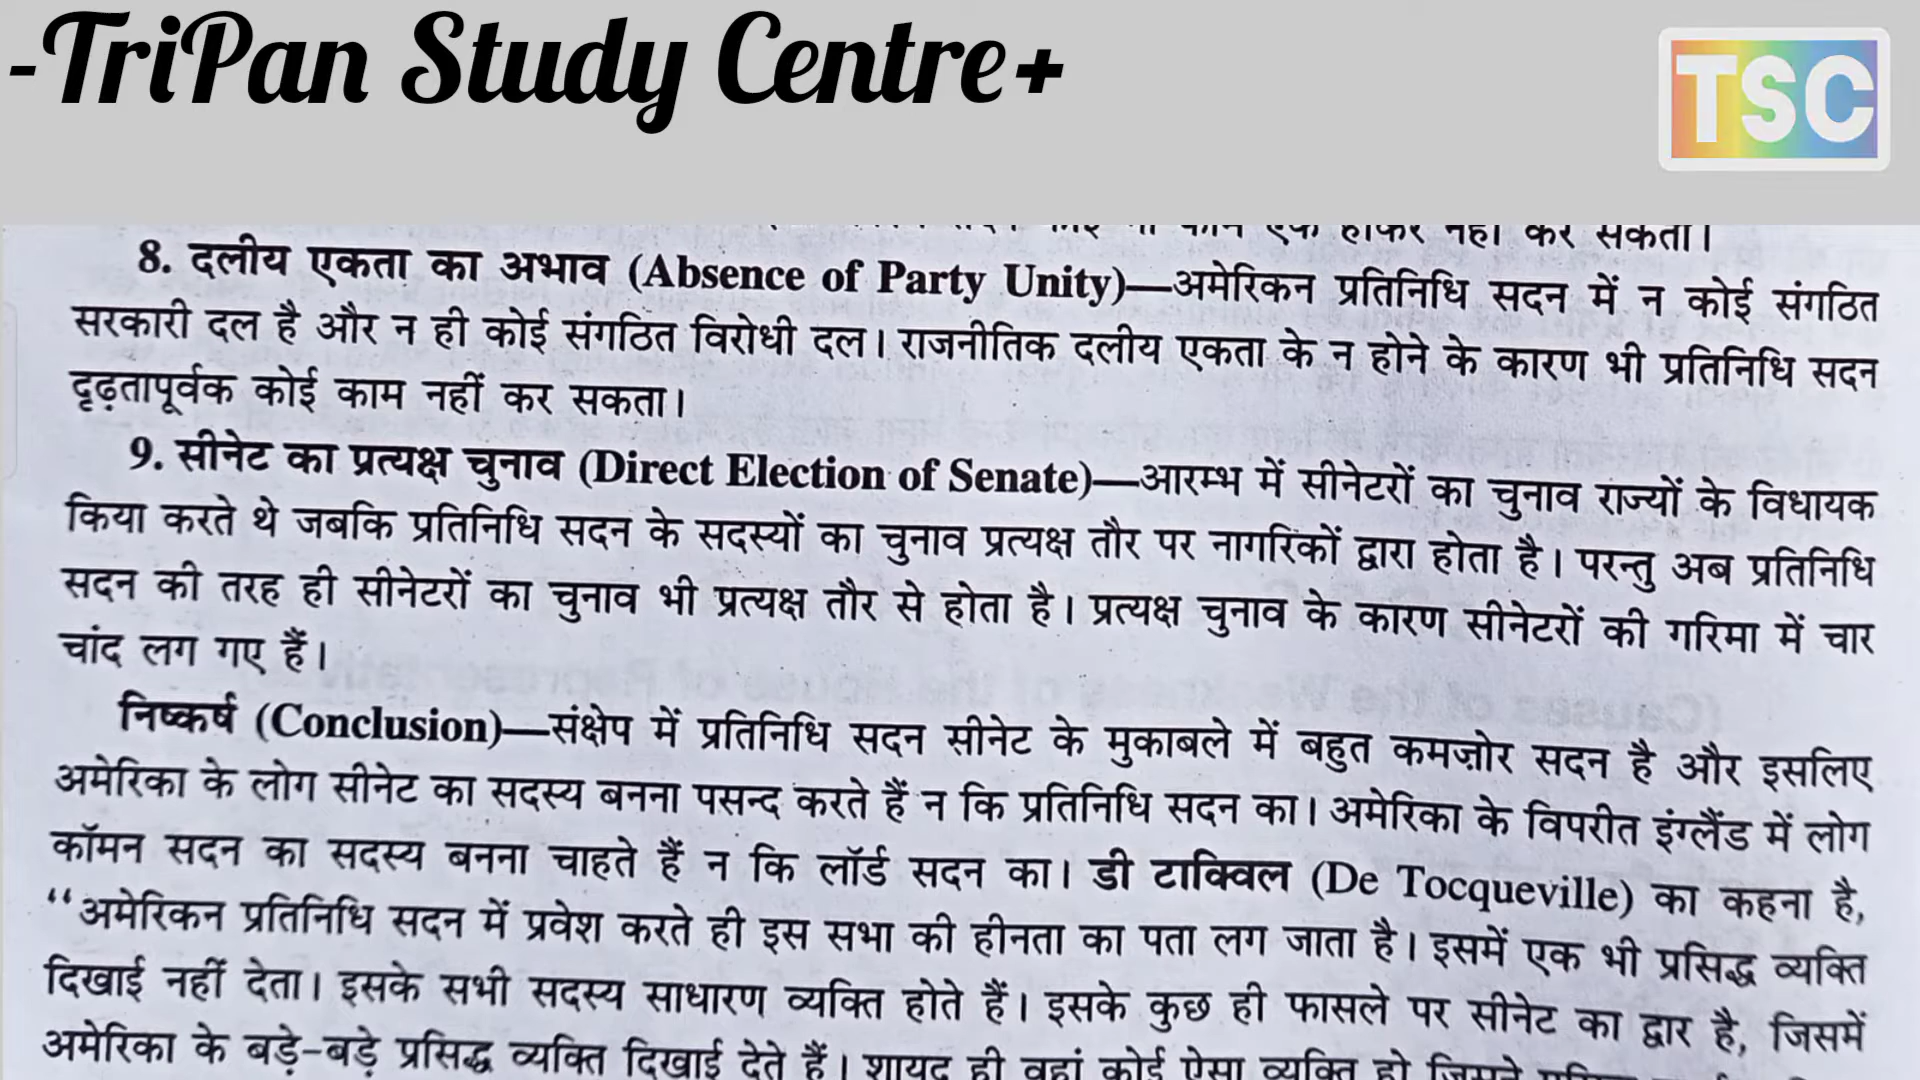 -TriPan Study Centre+
TSC
एक होकर नहीं कर सकता।
8. दलीय एकता का अभाव (Absence of Party Unity)—अमेरिकन प्रतिनिधि सदन में न कोई संगठित
सरकारी दल है और न ही कोई संगठित विरोधी दल। राजनीतिक दलीय एकता के न होने के कारण भी प्रतिनिधि सदन
दृढ़तापूर्वक कोई काम नहीं कर सकता।
9. सीनेट का प्रत्यक्ष चुनाव (Direct Election of Senate)—आरम्भ में सीनेटरों का चुनाव राज्यों के विधायक
किया करते थे जबकि प्रतिनिधि सदन के सदस्यों का चुनाव प्रत्यक्ष तौर पर नागरिकों द्वारा होता है। परन्तु अब प्रतिनिधि
सदन की तरह ही सीनेटरों का चुनाव भी प्रत्यक्ष तौर से होता है। प्रत्यक्ष चुनाव के कारण सीनेटरों की गरिमा में चार
चांद लग गए हैं।
निष्कर्ष (Conclusion)—संक्षेप में प्रतिनिधि सदन सीनेट के मुकाबले में बहुत कमज़ोर सदन है और इसलिए
अमेरिका के लोग सीनेट का सदस्य बनना पसन्द करते हैं न कि प्रतिनिधि सदन का। अमेरिका के विपरीत इंग्लैंड में लोग
कॉमन सदन का सदस्य बनना चाहते हैं न कि लॉर्ड सदन का। डी टाक्विल (De Tocqueville) का कहना है,
“अमेरिकन प्रतिनिधि सदन में प्रवेश करते ही इस सभा की हीनता का पता लग जाता है। इसमें एक भी प्रसिद्ध व्यक्ति
दिखाई नहीं देता। इसके सभी सदस्य साधारण व्यक्ति होते हैं। इसके कुछ ही फासले पर सीनेट का द्वार है, जिसमें
अमेरिका के बड़े-बड़े प्रसिद्ध व्यक्ति दिखाई देते हैं। शायद ही वहां कोई ऐसा व्यक्ति हो जिसने